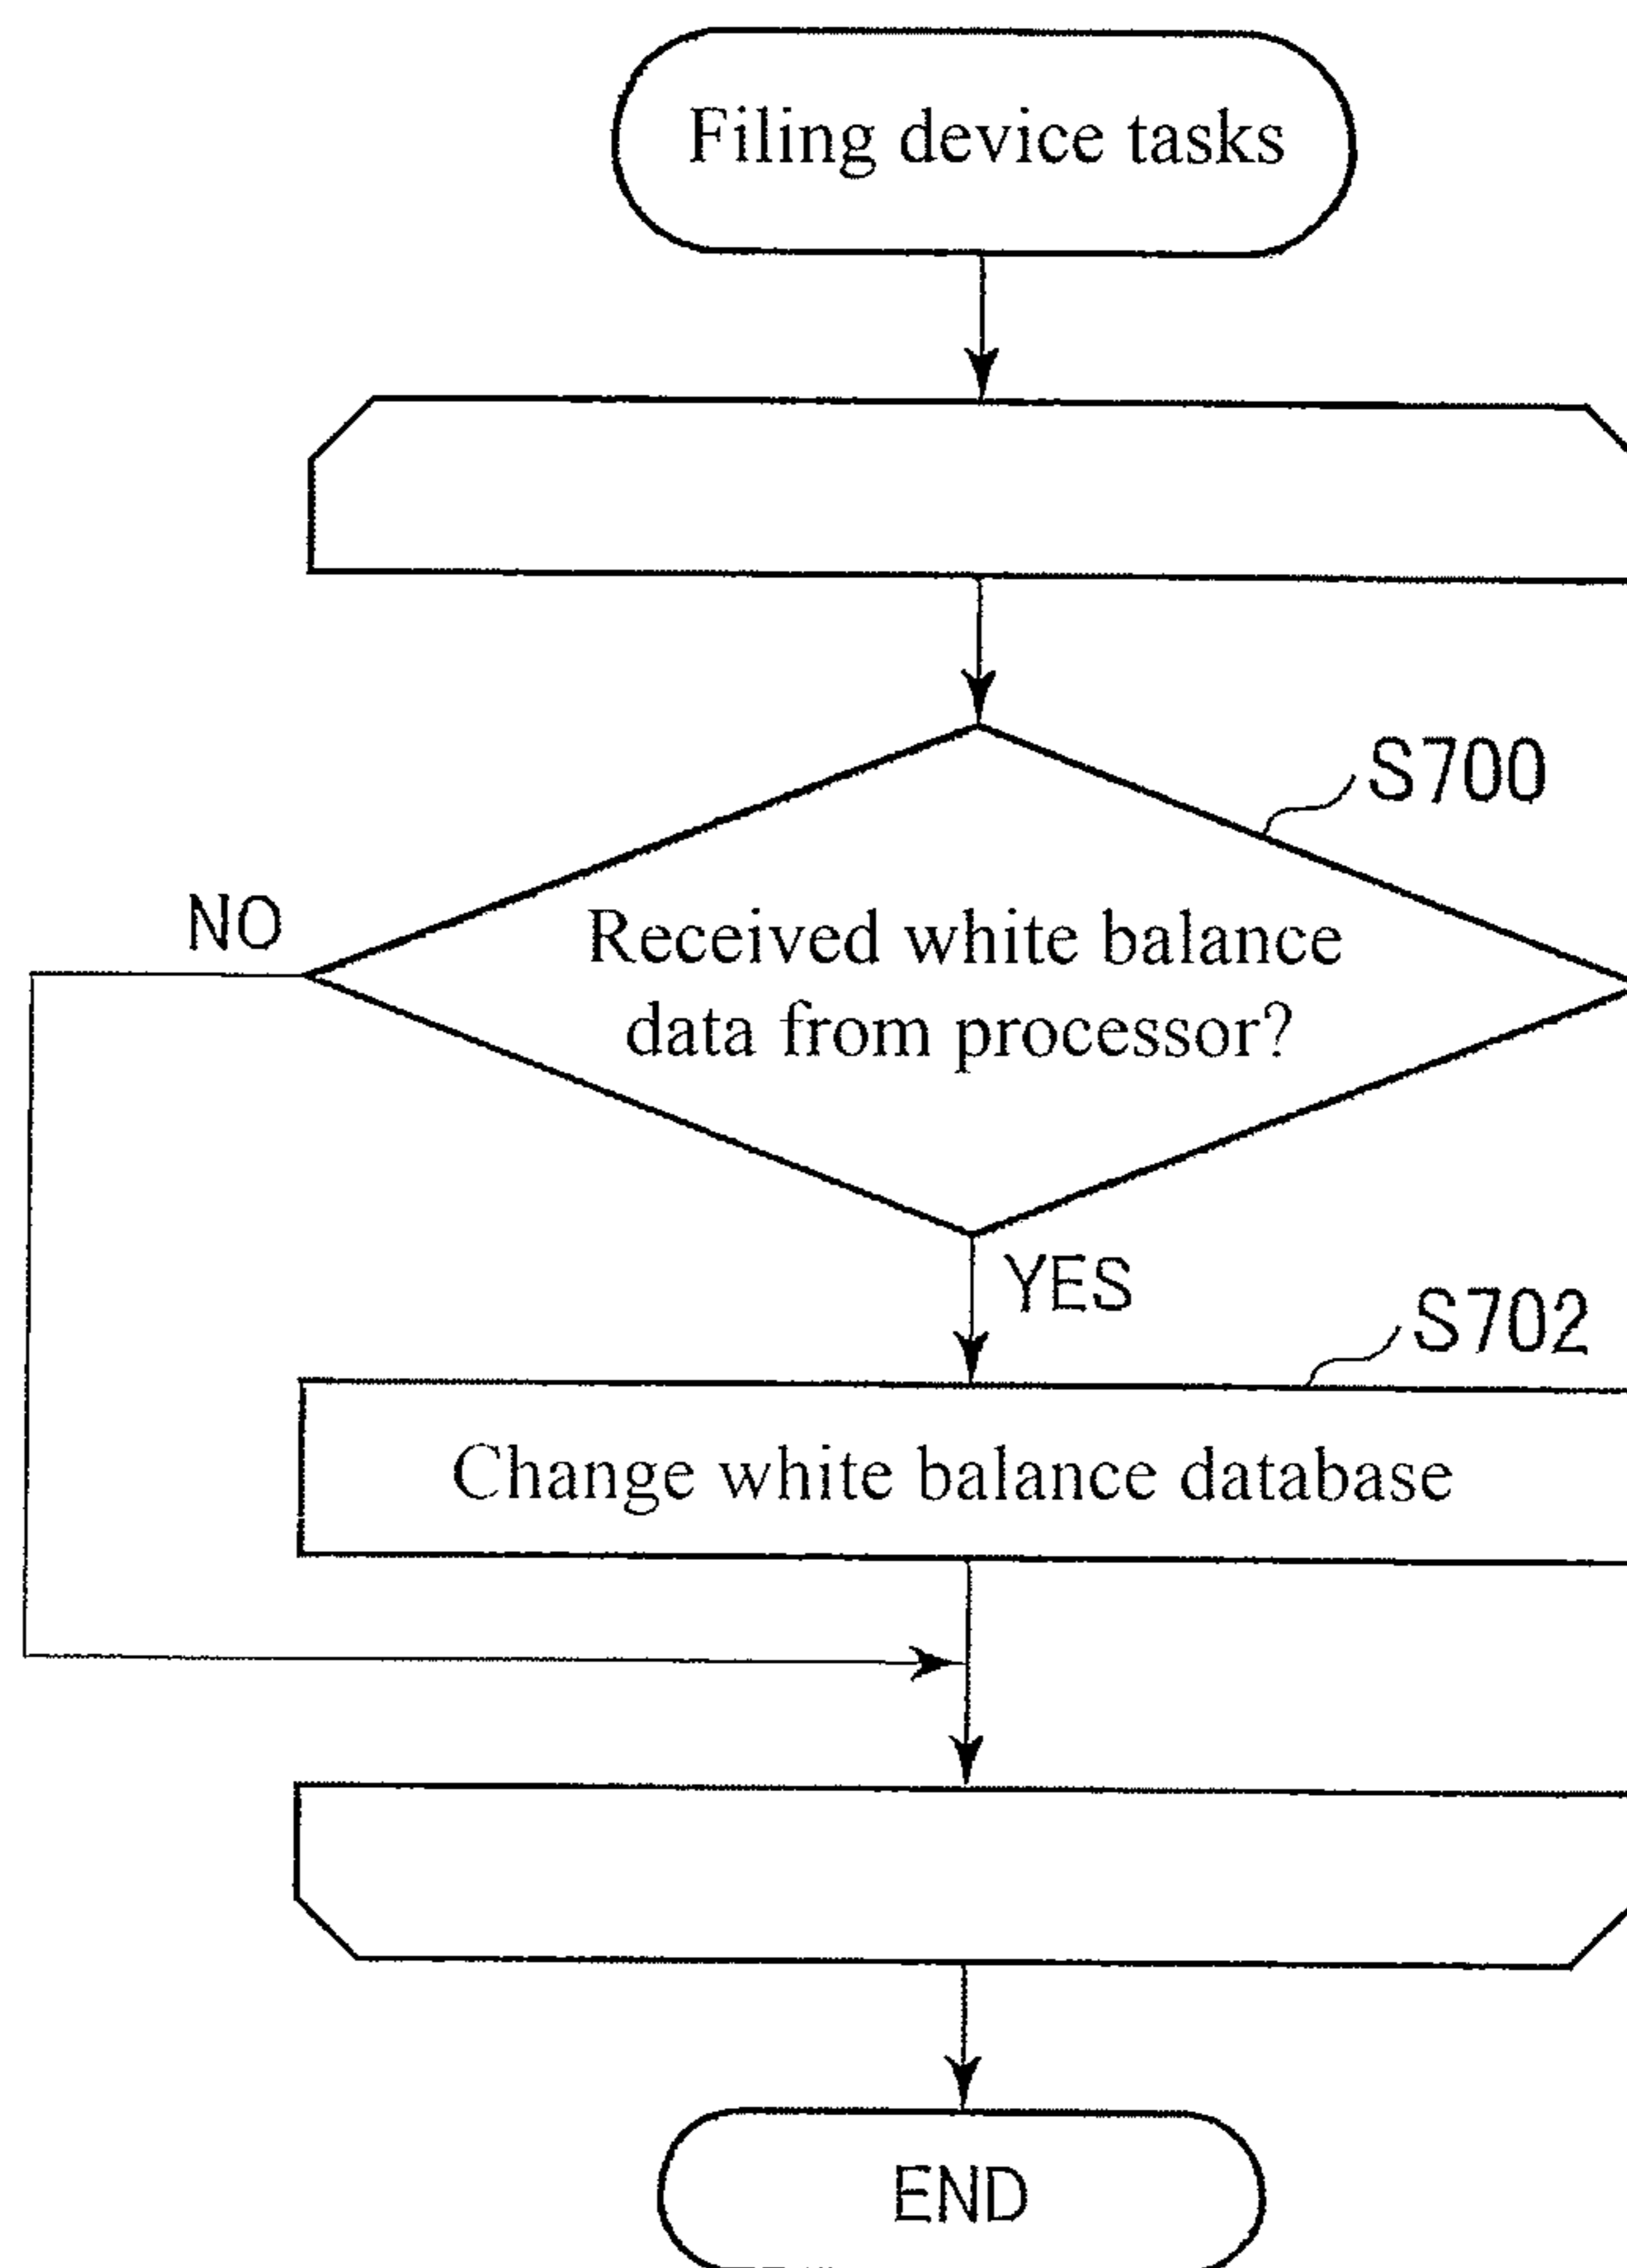 Filing device tasks
S700
NO
Received white balance
data from processor?
YES
S702
Change white balance database
END